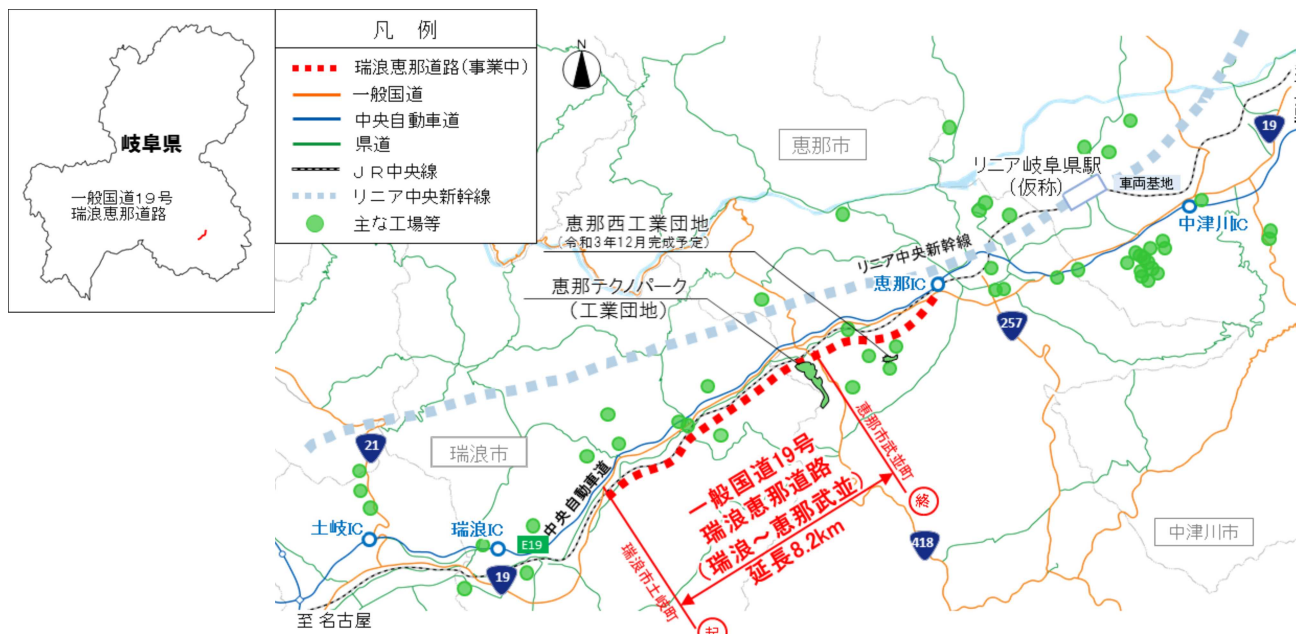 岐阜県
一般国道19号
瑞浪恵那道路
凡 例
瑞浪恵那道路(事業中)
一般国道
中央自動車道
県道
JR中央線
リニア中央新幹線
主な工場等
N
恵那市
リニア岐阜県駅
(仮称)
車両基地
19
中津川IC
恵那西工業団地
(令和3年12月完成予定)
リニア中央新幹線
恵那テクノパーク
(工業団地)
恵那IC
257
21
瑞浪市
中央自動車道
恵那市武並町
終
一般国道19号
瑞浪恵那道路
(瑞浪~恵那武並)
延長8.2km
土岐IC
瑞浪IC
E19
19
418
中津川市
瑞浪市土岐町
起
至 名古屋